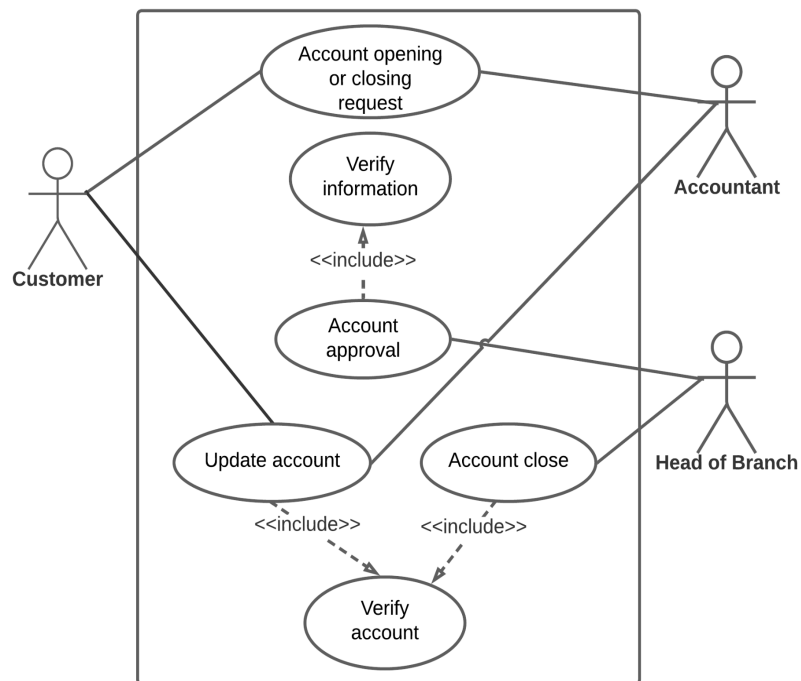 Account opening
or closing
request
Verify
information
Accountant
<<include>>
Customer
Account
approval
Update account
Account close
Head of Branch
<<include>>
<<include>>
Verify
account